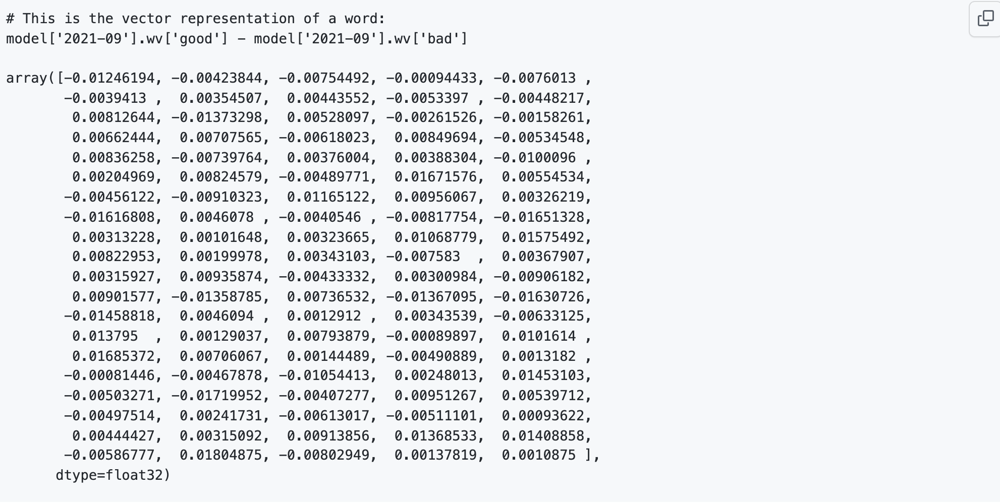 # This is the vector representation of a word:
model['2021-09'].wv['good'] - model['2021-09'].wv['bad']

array([-0.01246194, -0.00423844, -0.00754492, -0.00094433, -0.0076013 ,
       -0.0039413 ,  0.00354507,  0.00443552, -0.0053397 , -0.00448217,
        0.00812644, -0.01373298,  0.00528097, -0.00261526, -0.00158261,
        0.00662444,  0.00707565, -0.00618023,  0.00849694, -0.00534548,
        0.00836258, -0.00739764,  0.00376004,  0.00388304, -0.0100096 ,
        0.00204969,  0.00824579, -0.00489771,  0.01671576,  0.00554534,
       -0.00456122, -0.00910323,  0.01165122,  0.00956067,  0.00326219,
       -0.01616808,  0.0046078 , -0.0040546 , -0.00817754, -0.01651328,
        0.00313228,  0.00101648,  0.00323665,  0.01068779,  0.01575492,
        0.00822953,  0.00199978,  0.00343103, -0.007583  ,  0.00367907,
        0.00315927,  0.00935874, -0.00433332,  0.00300984, -0.00906182,
        0.00901577, -0.01358785,  0.00736532, -0.01367095, -0.01630726,
       -0.01458818,  0.0046094 ,  0.0012912 ,  0.00343539, -0.00633125,
        0.013795  ,  0.00129037,  0.00793879, -0.00089897,  0.0101614 ,
        0.01685372,  0.00706067,  0.00144489, -0.00490889,  0.0013182 ,
       -0.00081446, -0.00467878, -0.01054413,  0.00248013,  0.01453103,
       -0.00503271, -0.01719952, -0.00407277,  0.00951267,  0.00539712,
       -0.00497514,  0.00241731, -0.00613017, -0.00511101,  0.00093622,
        0.00444427,  0.00315092,  0.00913856,  0.01368533,  0.01408858,
       -0.00586777,  0.01804875, -0.00802949,  0.00137819,  0.0010875 ],
      dtype=float32)